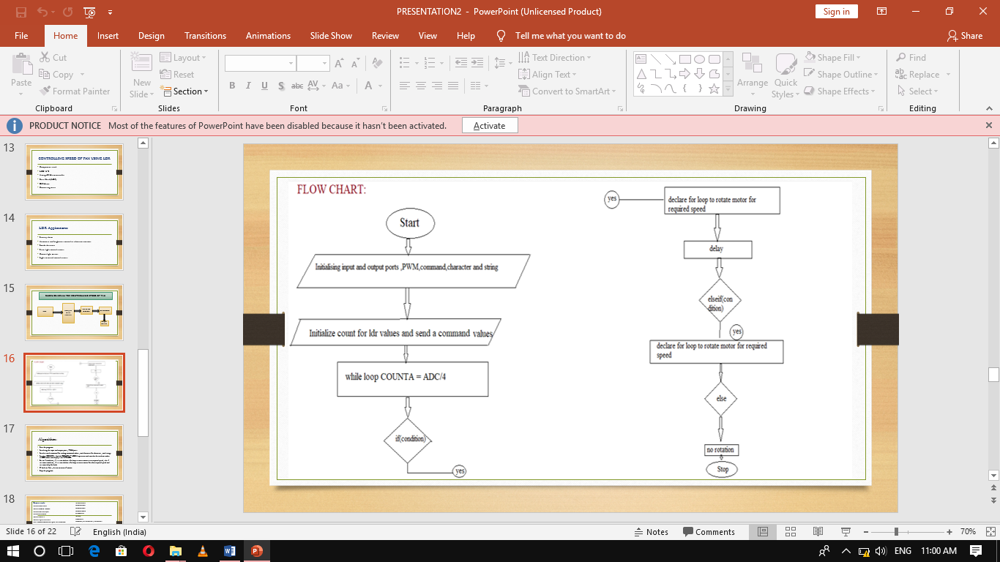 PRESENTATION2 - PowerPoint (Unlicensed Product)
Sign in
File Home Insert Design Transitions Animations Slide Show Review View Help Tell me what you want to do Share
Cut
Copy
Format Painter
Paste
Clipboard
New Slide
Layout
Reset
Section
Slides
B I U S abc AV Aa A
Font
Text Direction
Align Text
Convert to SmartArt
Paragraph
Arrange
Quick Styles
Shape Fill
Shape Outline
Shape Effects
Drawing
Find
Replace
Select
Editing
PRODUCT NOTICE Most of the features of PowerPoint have been disabled because it hasn't been activated. Activate
13
CONTROLLING SPEED OF FAN USING LDR
14
LDR Applications
15
16
17
Algorithm:
18
FLOW CHART:
Start
Initialising input and output ports ,PWM,command,character and string
Initialize count for ldr values and send a command values
while loop COUNTA = ADC/4
if(condition)
yes
yes
declare for loop to rotate motor for
required speed
delay
elseif(con
dition)
yes
declare for loop to rotate motor for required
speed
else
no rotation
Stop
Slide 16 of 22 English (India) Notes Comments 70%
ENG 11:00 AM